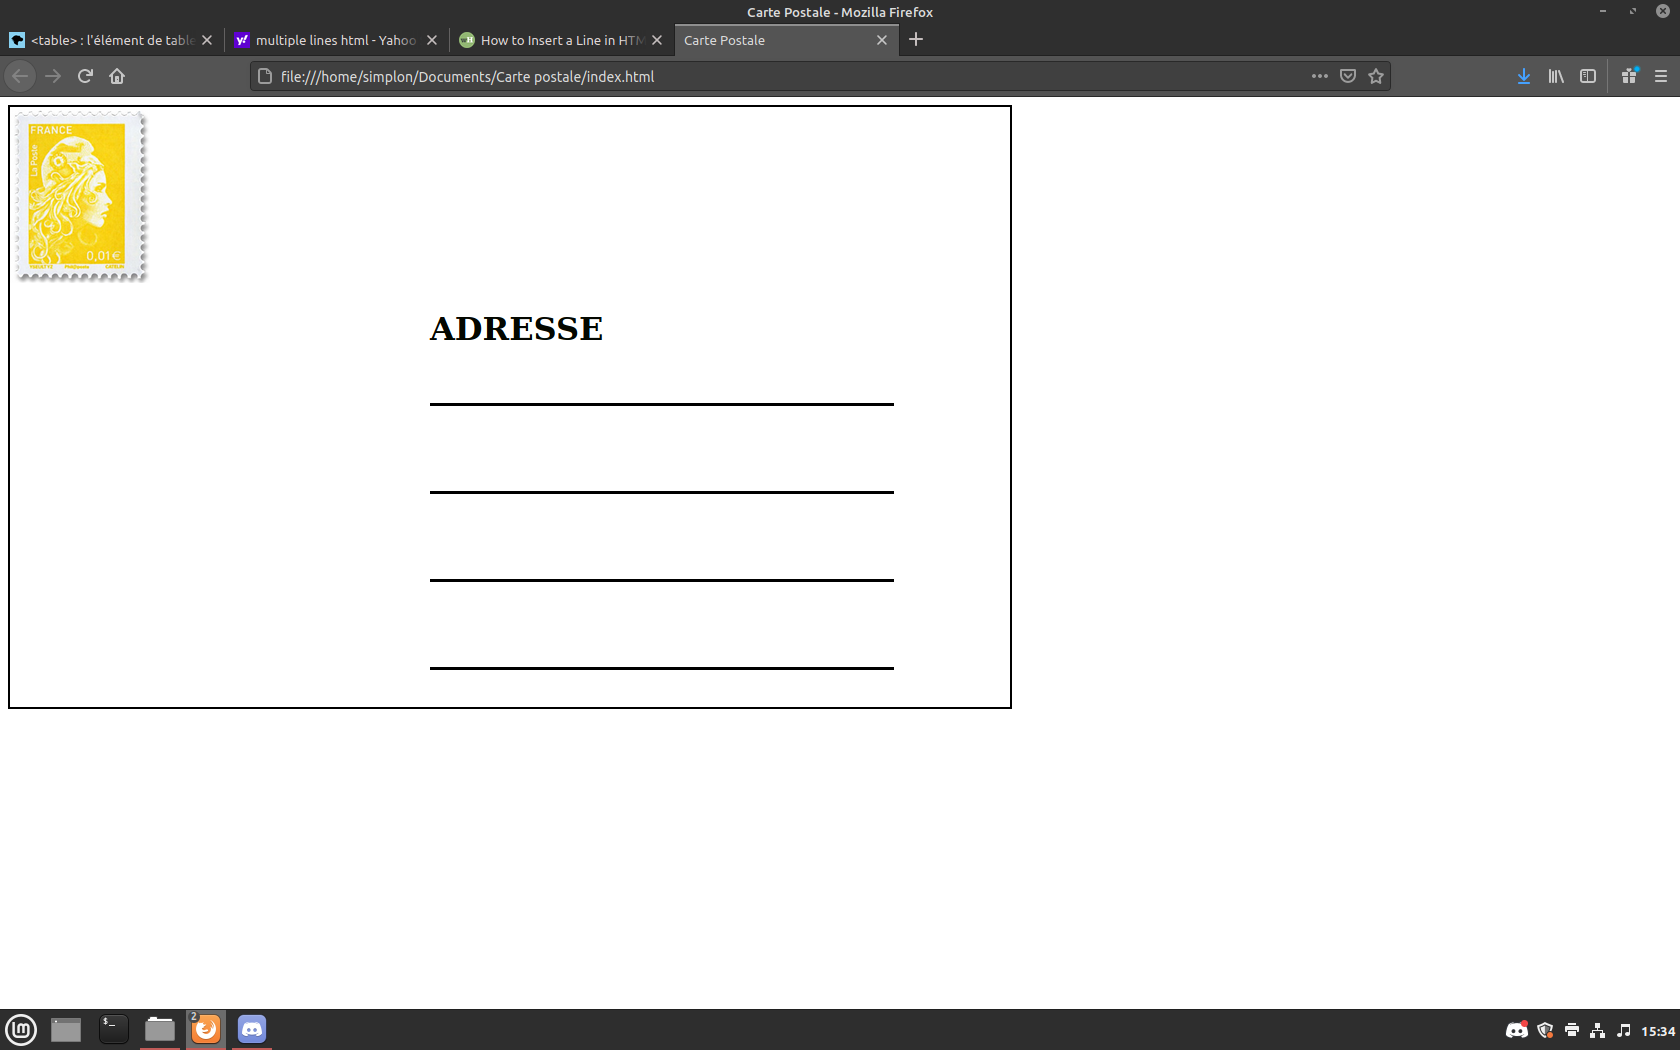 Carte Postale - Mozilla Firefox
<table> : l'élément de table
multiple lines html - Yahoo
How to Insert a Line in HTM
Carte Postale
file:///home/simplon/Documents/Carte postale/index.html
FRANCE
La Poste
0,01€
ADRESSE
2
15:34